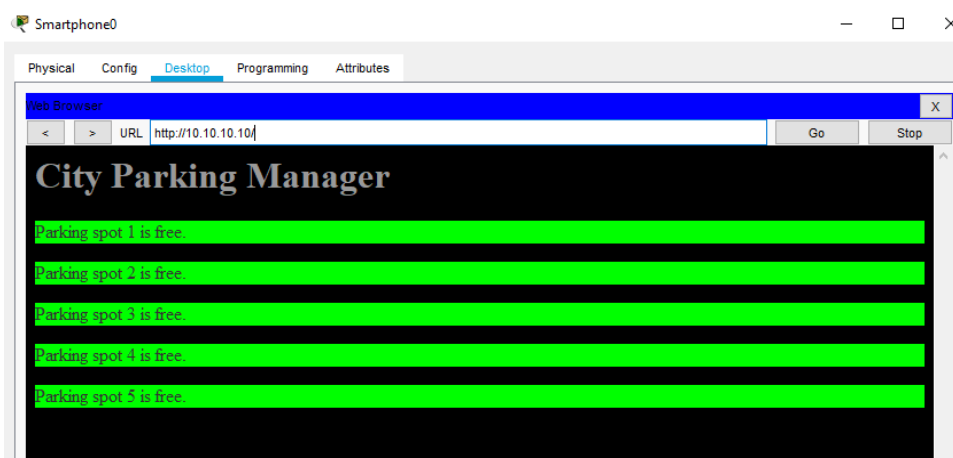 Smartphone0
Physical Config Desktop Programming Attributes
Web Browser X
< > URL http://10.10.10.10/ Go Stop
City Parking Manager
Parking spot 1 is free.
Parking spot 2 is free.
Parking spot 3 is free.
Parking spot 4 is free.
Parking spot 5 is free.